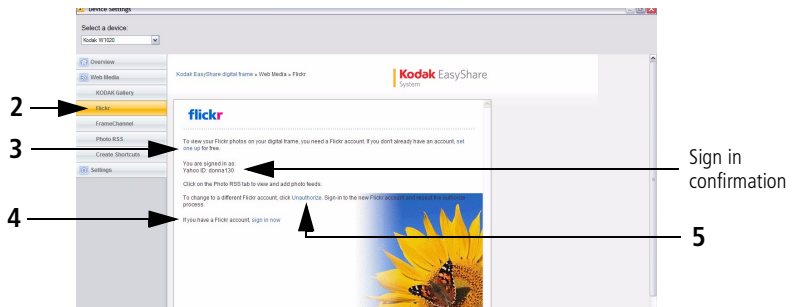 Device Settings
Select a device:
Kodak W1020
Overview
Web Media
KODAK Gallery
Flickr
FrameChannel
Photo RSS
Create Shortcuts
Settings
Kodak EasyShare digital frame » Web Media » Flickr
Kodak EasyShare
System
flickr
To view your Flickr photos on your digital frame, you need a Flickr account. If you don't already have an account, set
one up for free.
You are signed in as:
Yahoo ID: donna130
Click on the Photo RSS tab to view and add photo feeds.
To change to a different Flickr account, click Unauthorize. Sign-in to the new Flickr account and repeat the authorize
process.
If you have a Flickr account, sign in now
2
3
4
Sign in
confirmation
5